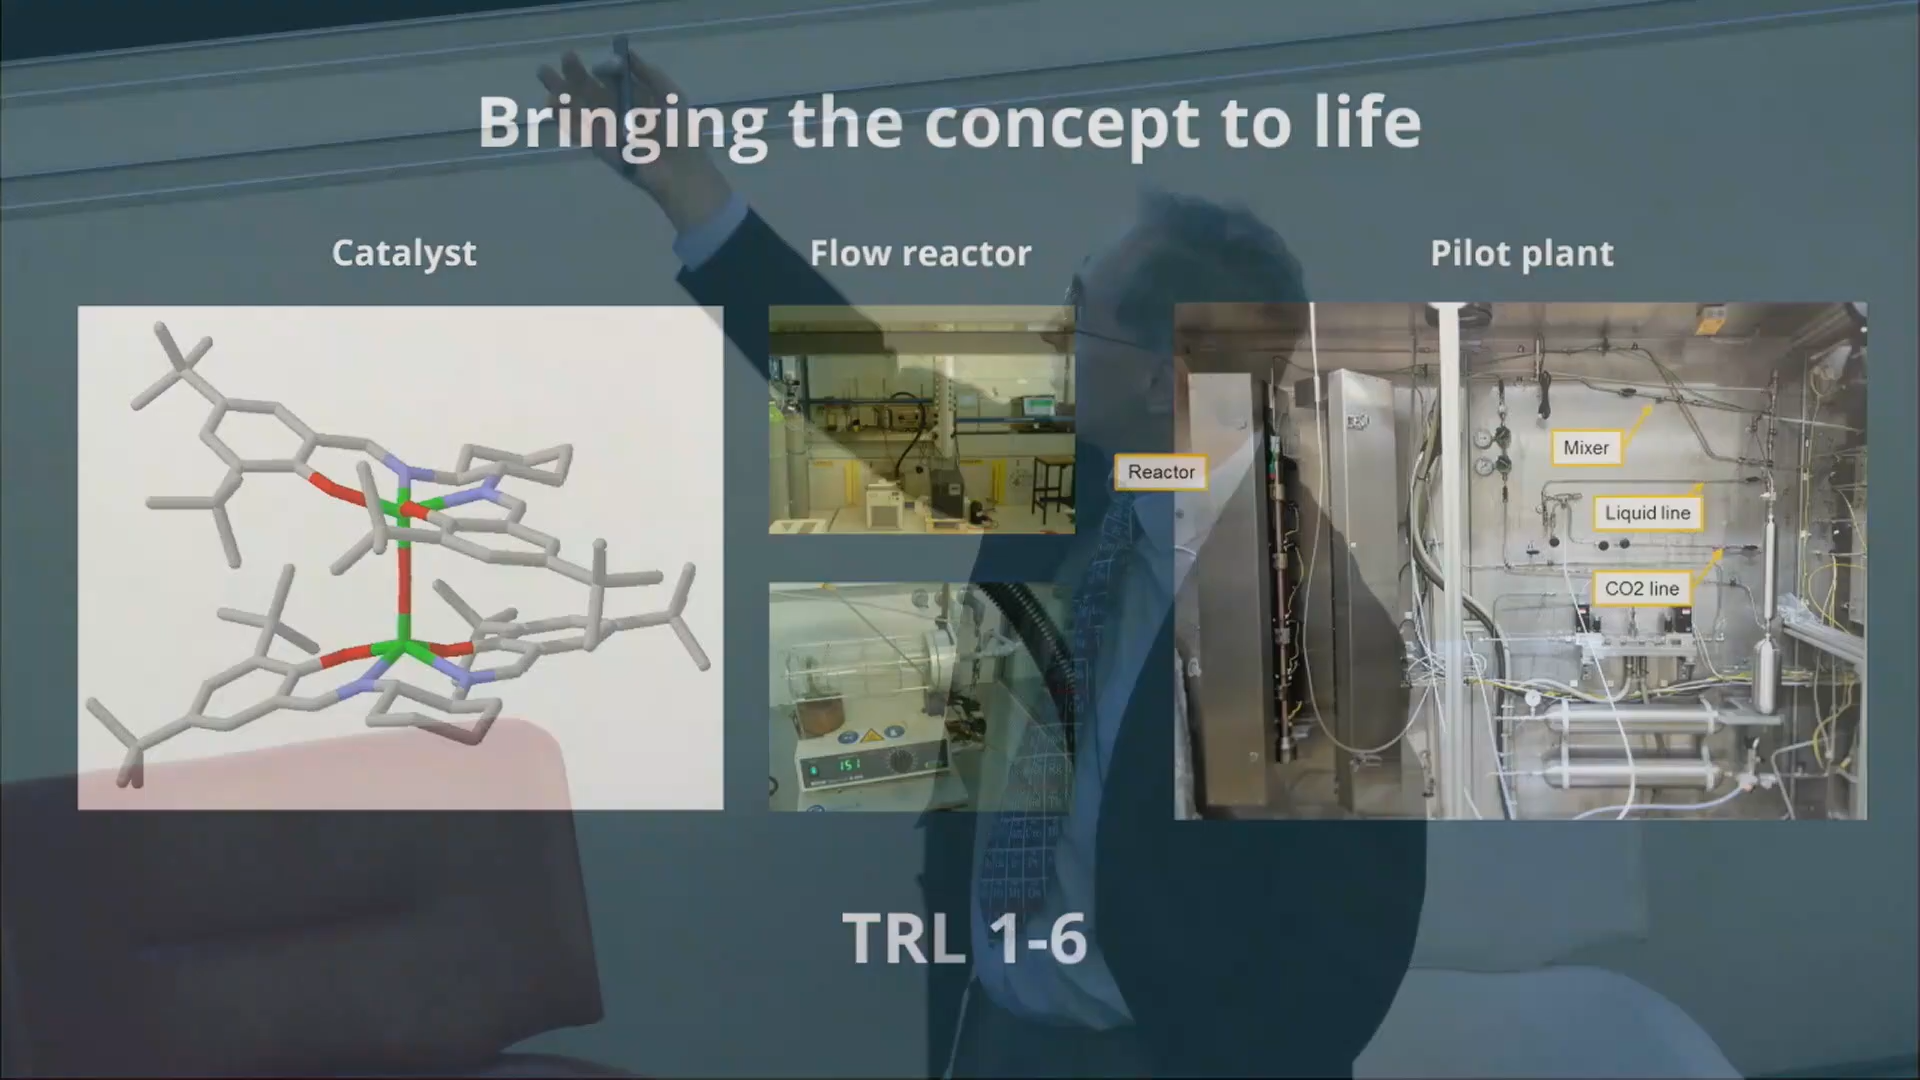 Bringing the concept to life
Catalyst
Flow reactor
Pilot plant
Mixer
Reactor
Liquid line
CO2 line
151
TRL 1-6